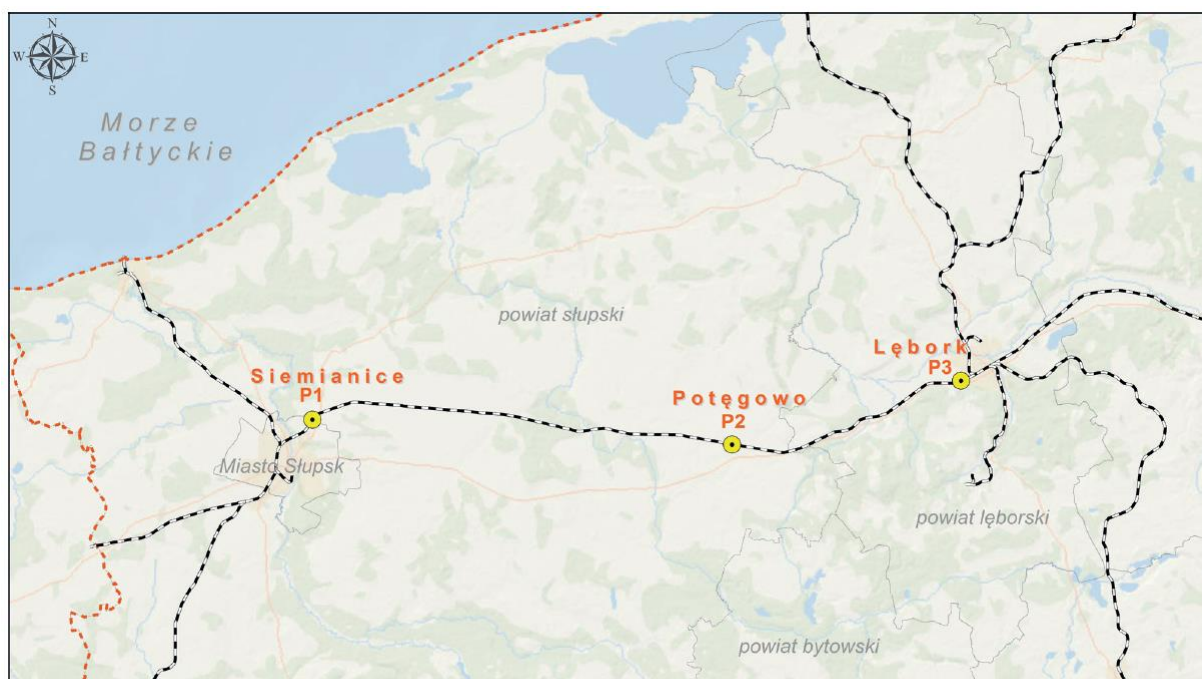 N
W E
S
Morze
Bałtyckie
powiat słupski
Lębork
P3
Siemianice
P1
Potęgowo
P2
Miasto Słupsk
powiat lęborski
powiat bytowski